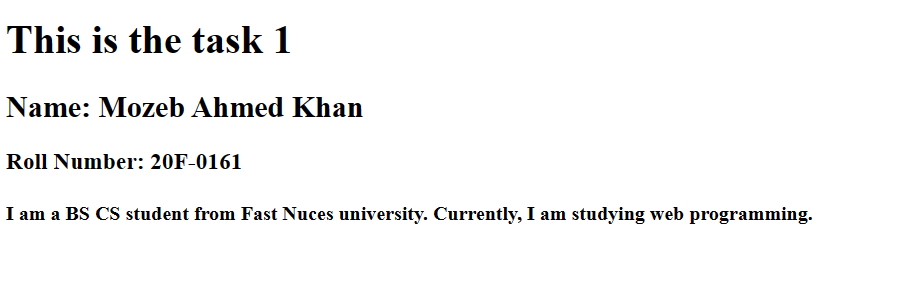 This is the task 1
Name: Mozeb Ahmed Khan
Roll Number: 20F-0161
I am a BS CS student from Fast Nuces university. Currently, I am studying web programming.